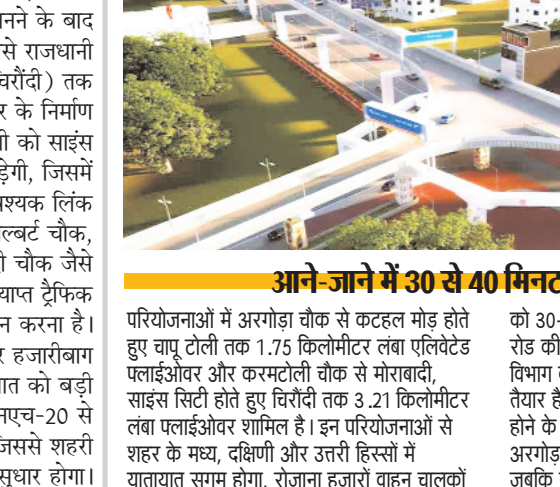 नने के बाद
से राजधानी
चिरौंदी) तक
र के निर्माण
ी को साइंस
ड़ेगी, जिसमें
श्यक लिंक
ल्बर्ट चौक,
ी चौक जैसे
याप्त ट्रैफिक
न करना है।
र हजारीबाग
ात को बड़ी
नएच-20 से
जिससे शहरी
सुधार होगा।
आने-जाने में 30 से 40 मिनट
परियोजनाओं में अरगोड़ा चौक से कटहल मोड़ होते
हुए चापू टोली तक 1.75 किलोमीटर लंबा एलिवेटेड
फ्लाईओवर और करमटोली चौक से मोराबादी,
साइंस सिटी होते हुए चिरौंदी तक 3.21 किलोमीटर
लंबा फ्लाईओवर शामिल है। इन परियोजनाओं से
शहर के मध्य, दक्षिणी और उत्तरी हिस्सों में
यातायात सुगम होगा. रोजाना हजारों वाहन चालकों
को 30-
रोड की
विभाग
तैयार है
होने के
अरगोड़
जबकि